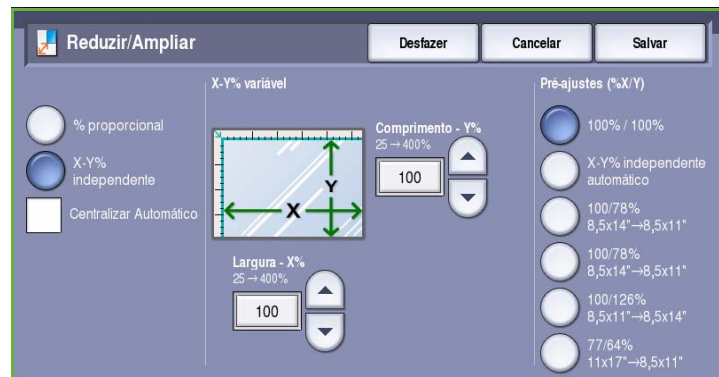 Reduzir/Ampliar
Desfazer
Cancelar
Salvar
% proporcional
X-Y%
independente
Centralizar Automático
X-Y% variável
Y
X
Comprimento - Y%
25→400%
100
Largura - X%
25→400%
100
Pré-ajustes (%X/Y)
100% / 100%
X-Y% independente
automático
100/78%
8,5x14"→8,5x11"
100/78%
8,5x14"→8,5x11"
100/126%
8,5x11"→8,5x14"
77/64%
11x17"→8,5x11"